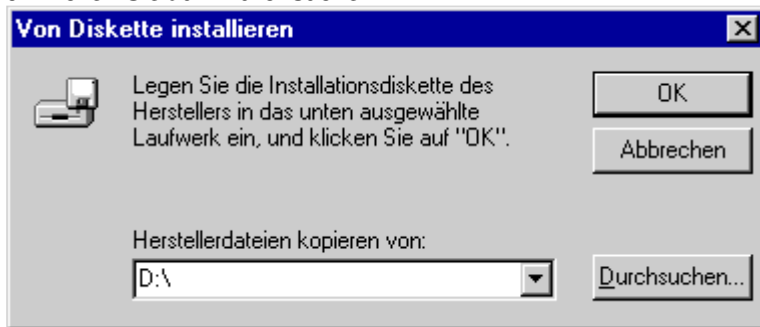 Von Diskette installieren
Legen Sie die Installationsdiskette des
Herstellers in das unten ausgewählte
Laufwerk ein, und klicken Sie auf "OK".
OK
Abbrechen
Herstellerdateien kopieren von:
D:\
Durchsuchen...